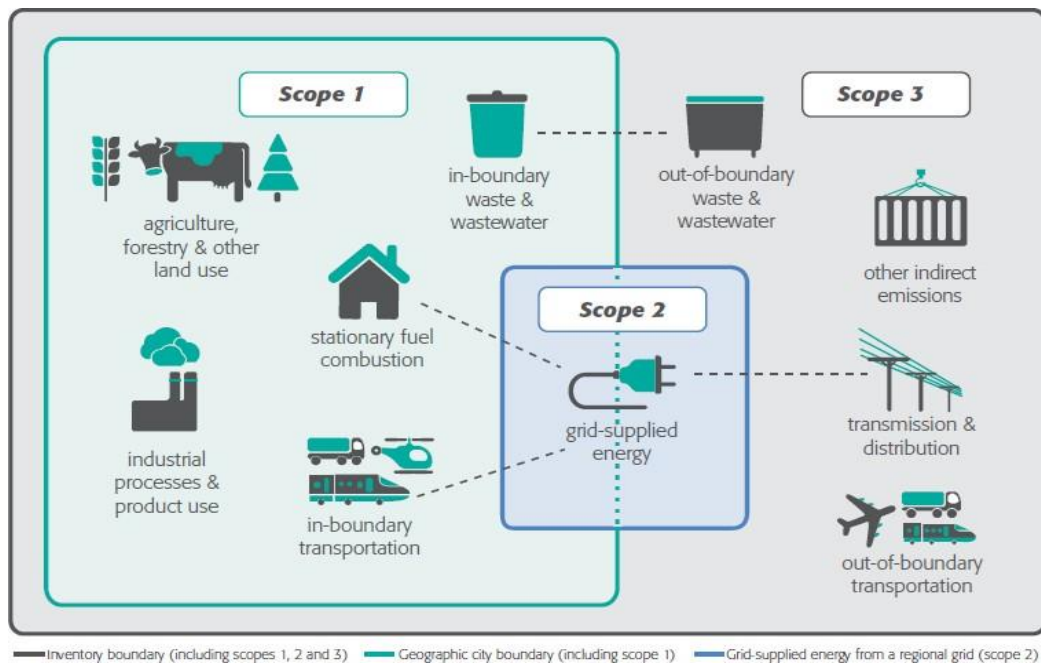 Scope 1
Scope 3
in-boundary
waste &
wastewater
out-of-boundary
waste &
wastewater
agriculture,
forestry & other
land use
other indirect
emissions
Scope 2
stationary fuel
combustion
grid-supplied
energy
transmission &
distribution
industrial
processes &
product use
in-boundary
transportation
out-of-boundary
transportation
Inventory boundary (including scopes 1, 2 and 3)
Geographic city boundary (including scope 1)
Grid-supplied energy from a regional grid (scope 2)